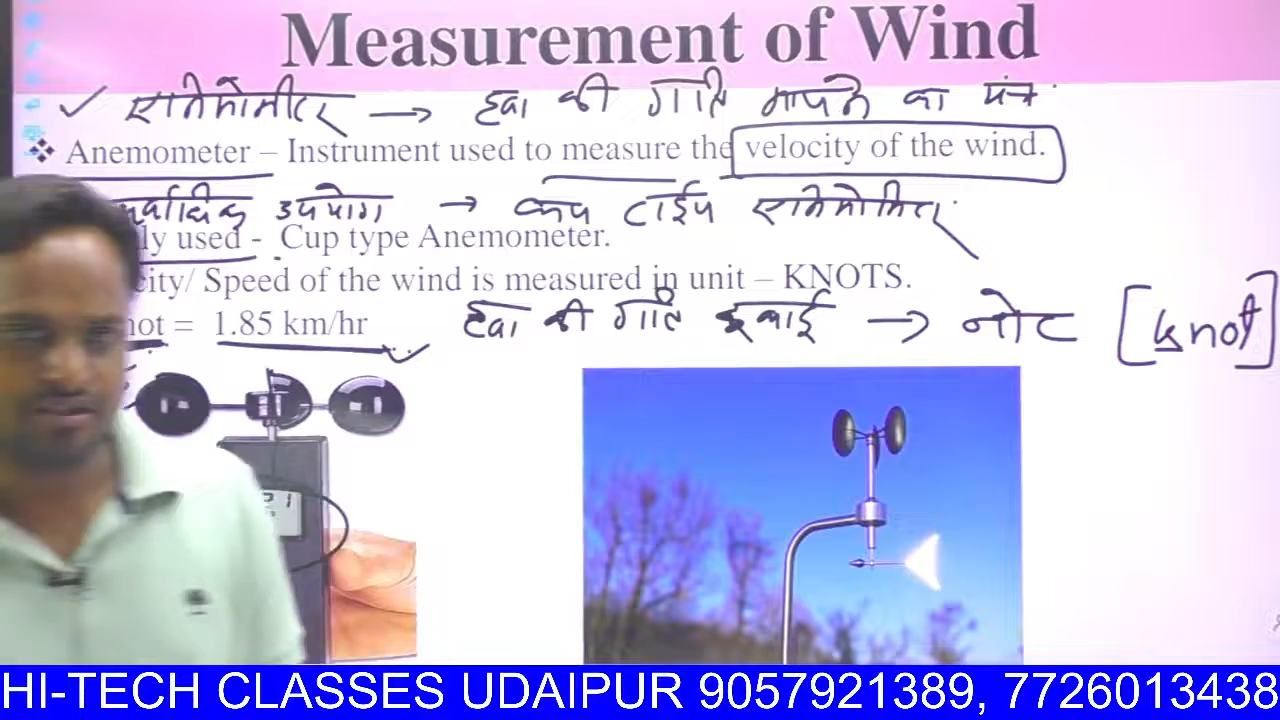 Measurement of Wind
✓ एनिमोमीटर → हवा की गति मापने का यंत्र
❖ Anemometer – Instrument used to measure the velocity of the wind.
उपयोग → कप टाईप एनिमोमिटर
ly used - Cup type Anemometer.
city/ Speed of the wind is measured in unit – KNOTS.
not = 1.85 km/hr
हवा की गति इकाई → नोट [knot]
HI-TECH CLASSES UDAIPUR 9057921389, 7726013438